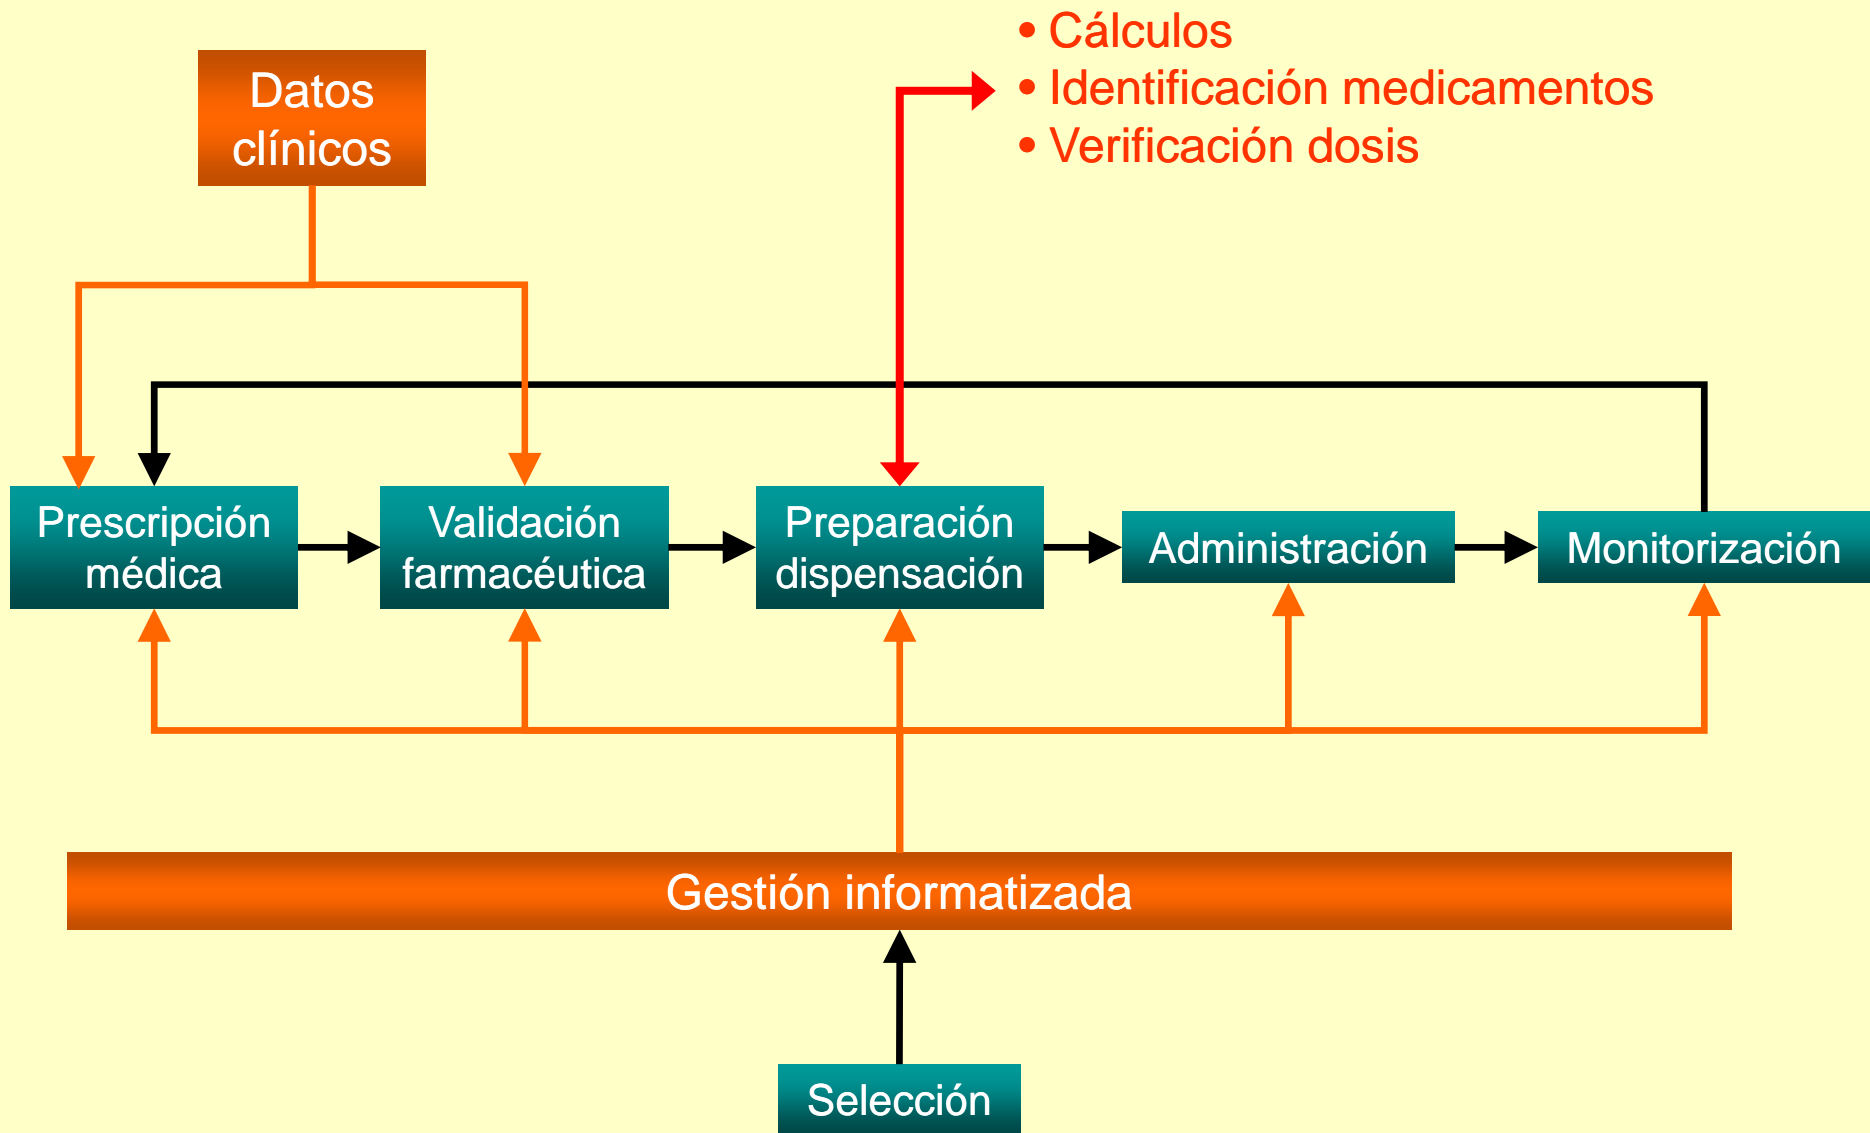 • Cálculos
• Identificación medicamentos
• Verificación dosis
Datos
clínicos
Prescripción
médica
Validación
farmacéutica
Preparación
dispensación
Administración
Monitorización
Gestión informatizada
Selección